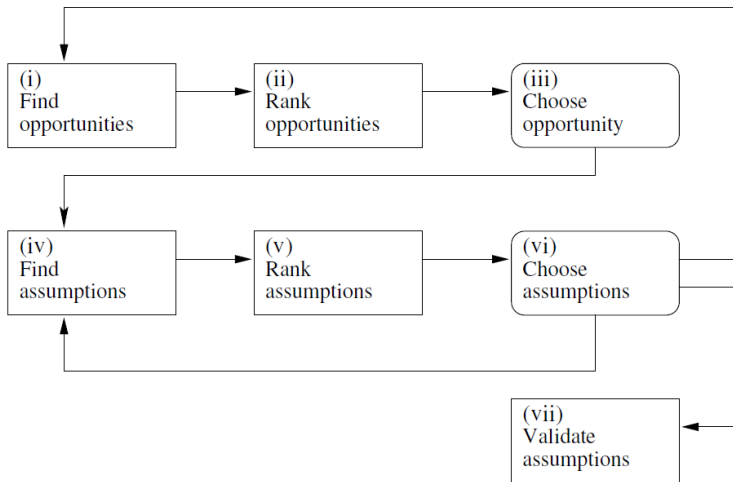 (i)
Find
opportunities
(ii)
Rank
opportunities
(iii)
Choose
opportunity
(iv)
Find
assumptions
(v)
Rank
assumptions
(vi)
Choose
assumptions
(vii)
Validate
assumptions